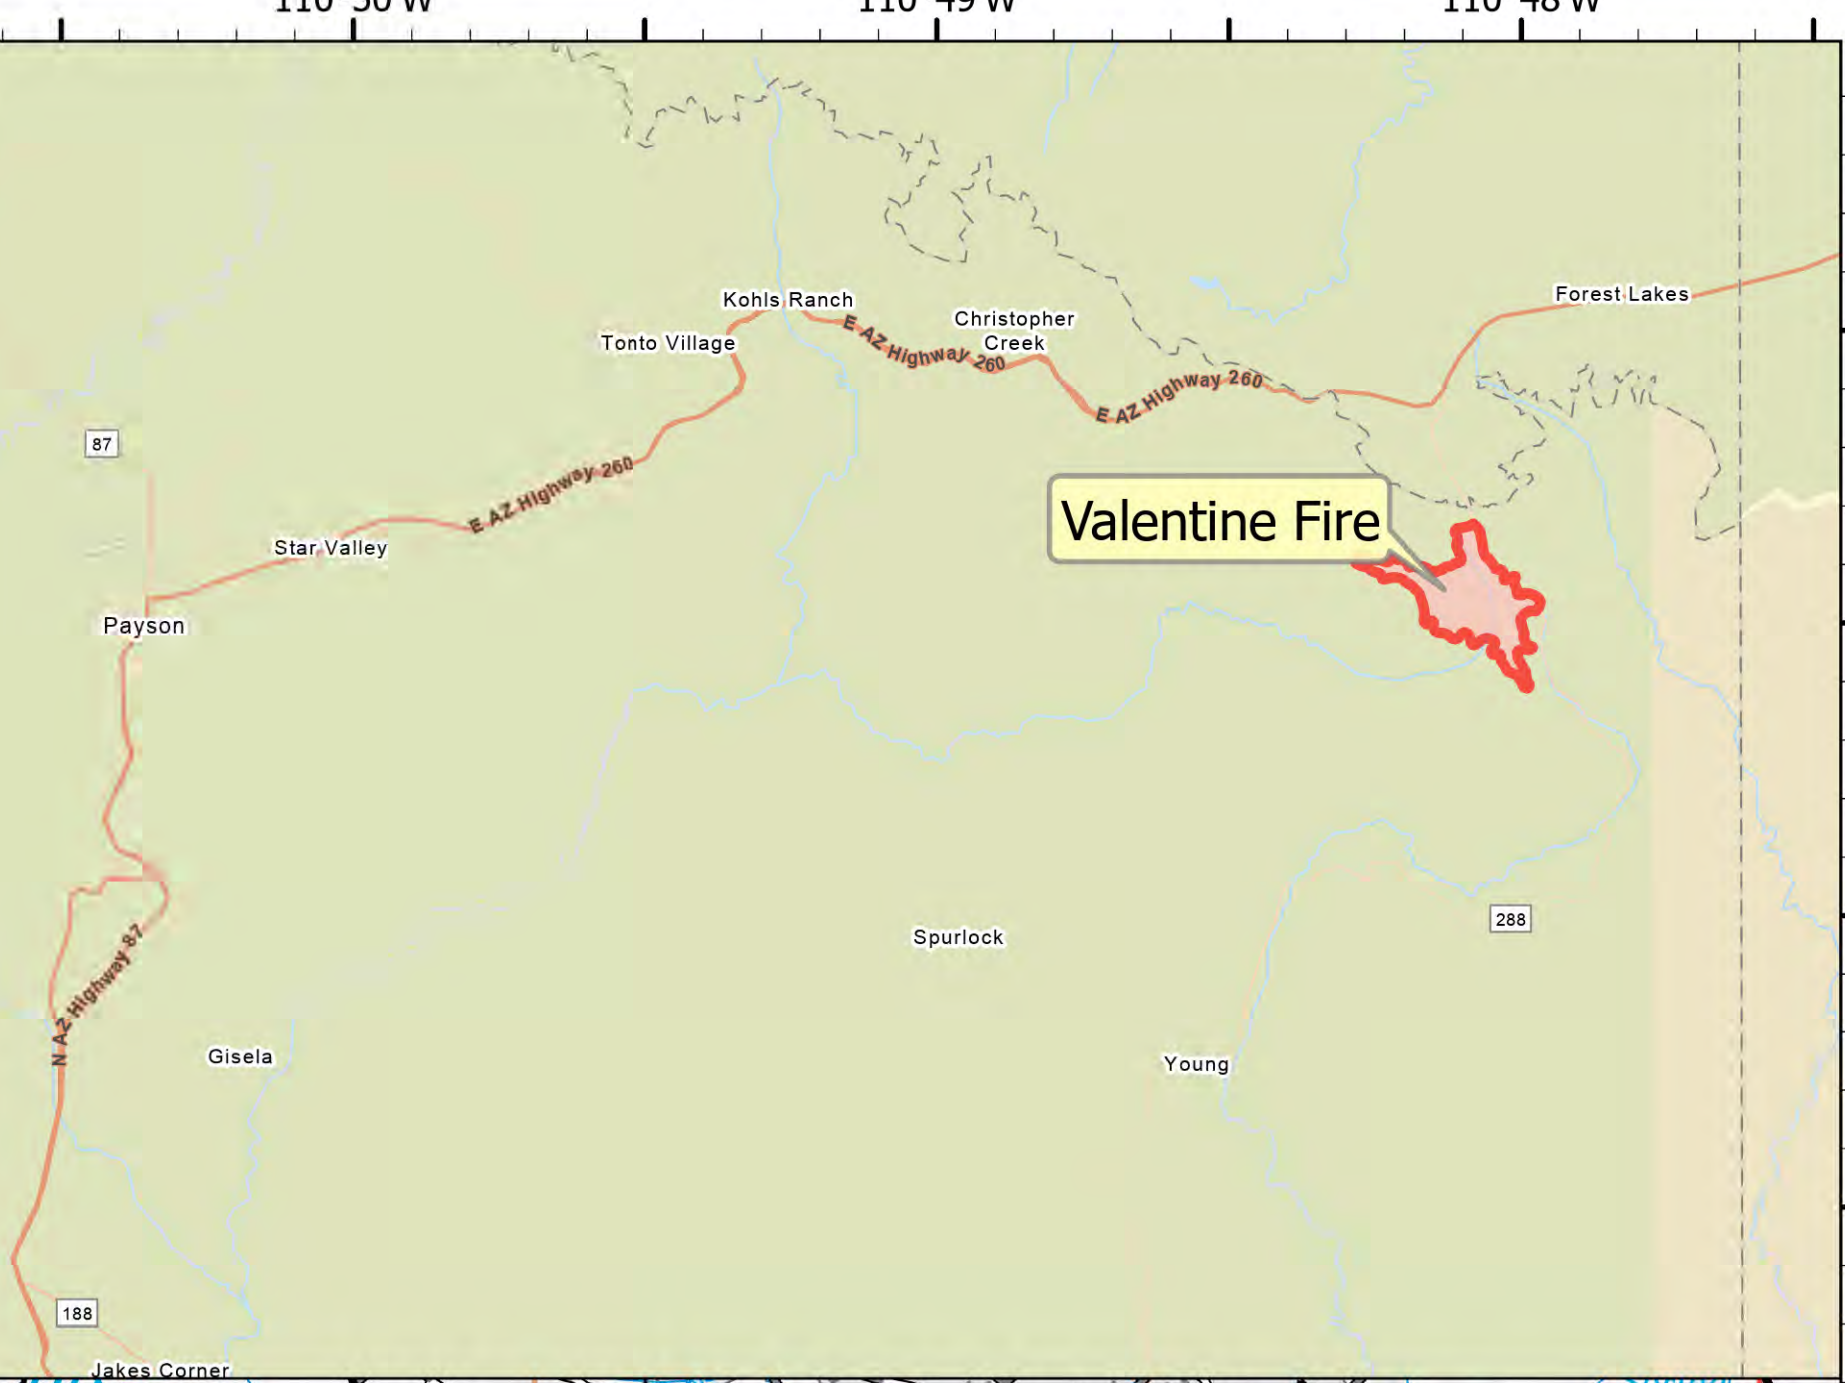 110°50'W
110°49'W
110°48'W
Kohls Ranch
Forest Lakes
Christopher
Creek
E AZ Highway 260
Tonto Village
E AZ Highway 260
87
E AZ Highway 260
Valentine Fire
Star Valley
Payson
288
N AZ Highway 87
Spurlock
Gisela
Young
188
Jakes Corner